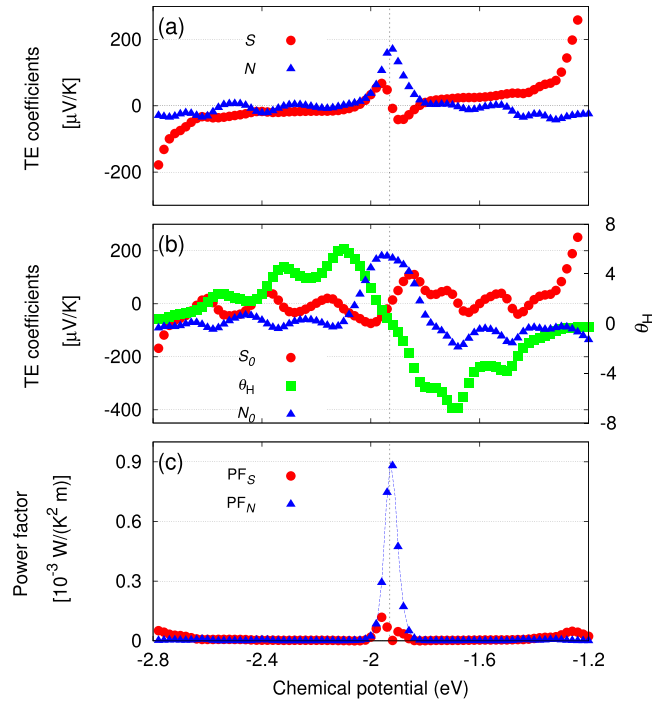 (a)
S
N
200
0
-200
TE coefficients
[μV/K]
(b)
200
0
-200
-400
TE coefficients
[μV/K]
S0
θH
N0
8
4
0
-4
-8
θH
(c)
PFS
PFN
0.9
0.6
0.3
0
Power factor
[10-3 W/(K2 m)]
-2.8 -2.4 -2 -1.6 -1.2
Chemical potential (eV)